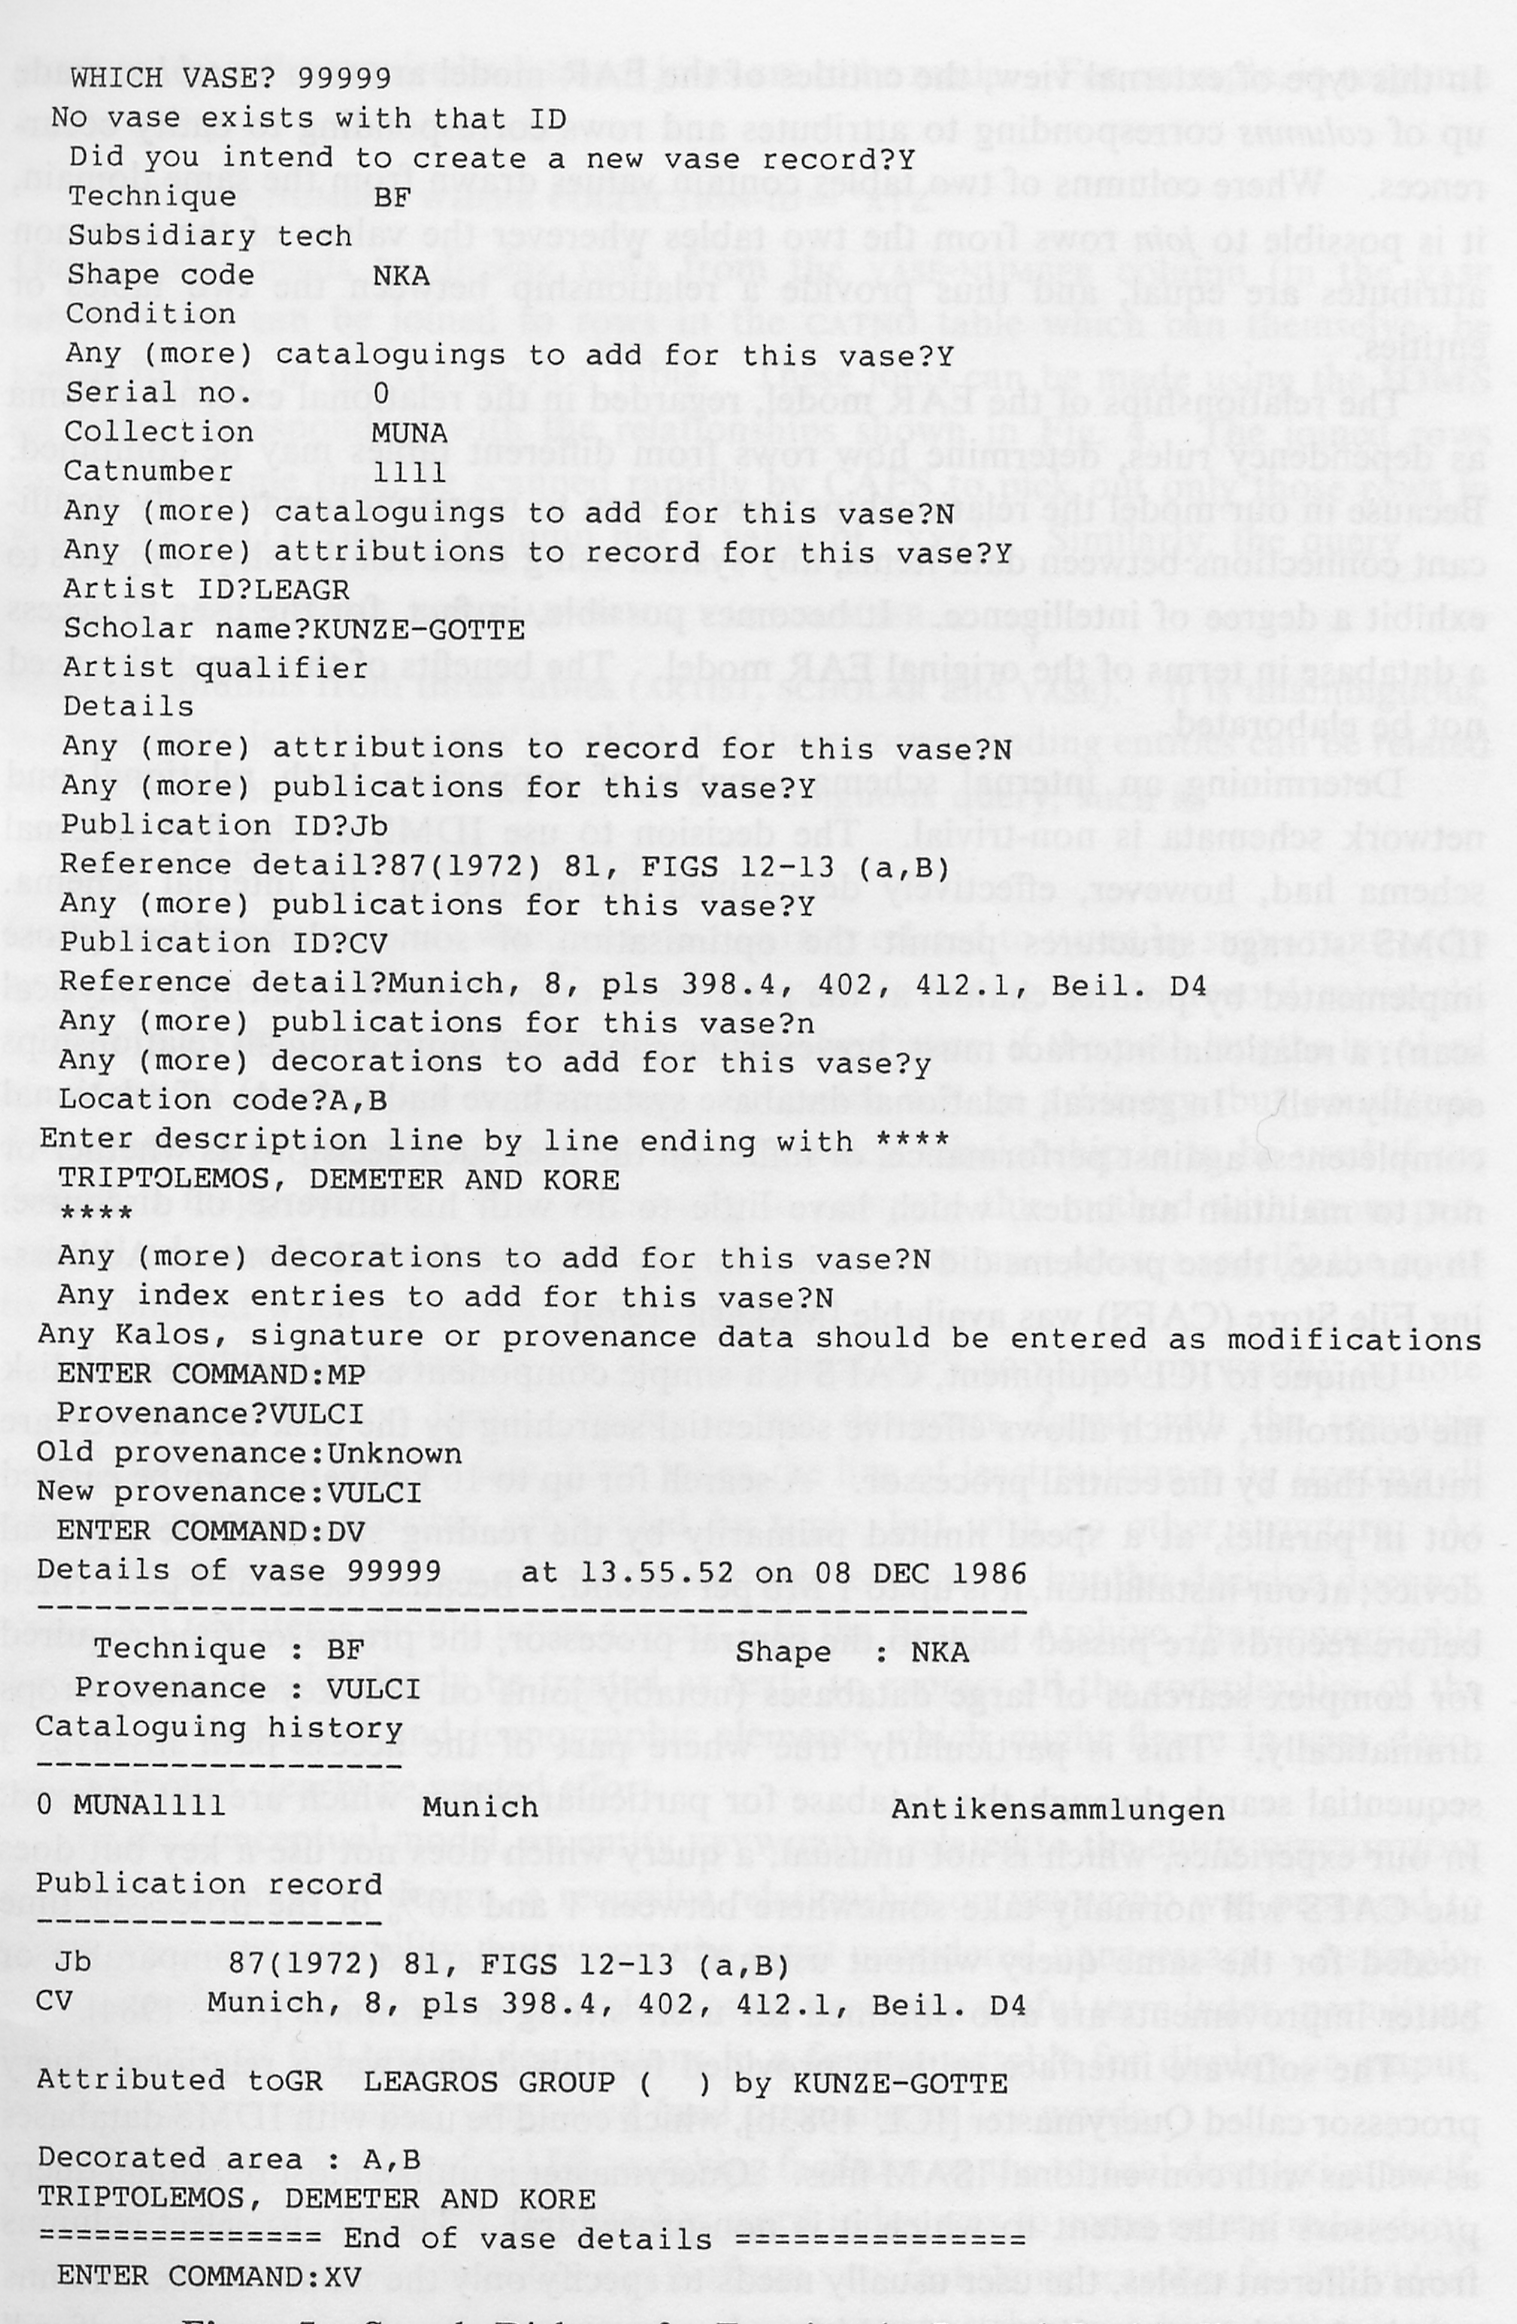 WHICH VASE? 99999
No vase exists with that ID
Did you intend to create a new vase record?Y
Technique BF
Subsidiary tech
Shape code NKA
Condition
Any (more) cataloguings to add for this vase?Y
Serial no. 0
Collection MUNA
Catnumber 1111
Any (more) cataloguings to add for this vase?N
Any (more) attributions to record for this vase?Y
Artist ID?LEAGR
Scholar name?KUNZE-GOTTE
Artist qualifier
Details
Any (more) attributions to record for this vase?N
Any (more) publications for this vase?Y
Publication ID?Jb
Reference detail?87(1972) 81, FIGS 12-13 (a,B)
Any (more) publications for this vase?Y
Publication ID?CV
Reference detail?Munich, 8, pls 398.4, 402, 412.1, Beil. D4
Any (more) publications for this vase?n
Any (more) decorations to add for this vase?y
Location code?A,B
Enter description line by line ending with ****
TRIPTOLEMOS, DEMETER AND KORE
****
Any (more) decorations to add for this vase?N
Any index entries to add for this vase?N
Any Kalos, signature or provenance data should be entered as modifications
ENTER COMMAND:MP
Provenance?VULCI
Old provenance:Unknown
New provenance:VULCI
ENTER COMMAND:DV
Details of vase 99999 at 13.55.52 on 08 DEC 1986
---------------------------------------------------
Technique : BF Shape : NKA
Provenance : VULCI
Cataloguing history
-------------------
0 MUNA1111 Munich Antikensammlungen
Publication record
------------------
Jb 87(1972) 81, FIGS 12-13 (a,B)
CV Munich, 8, pls 398.4, 402, 412.1, Beil. D4
Attributed toGR LEAGROS GROUP ( ) by KUNZE-GOTTE
Decorated area : A,B
TRIPTOLEMOS, DEMETER AND KORE
=============== End of vase details ===============
ENTER COMMAND:XV